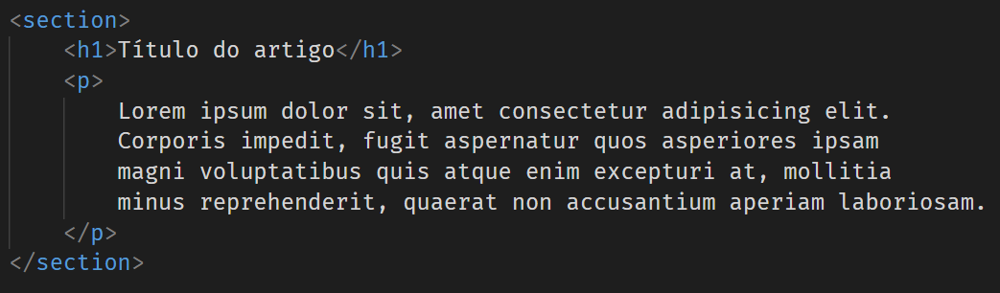 <section>
<h1>Título do artigo</h1>
<p>
Lorem ipsum dolor sit, amet consectetur adipisicing elit.
Corporis impedit, fugit aspernatur quos asperiores ipsam
magni voluptatibus quis atque enim excepturi at, mollitia
minus reprehenderit, quaerat non accusantium aperiam laboriosam.
</p>
</section>